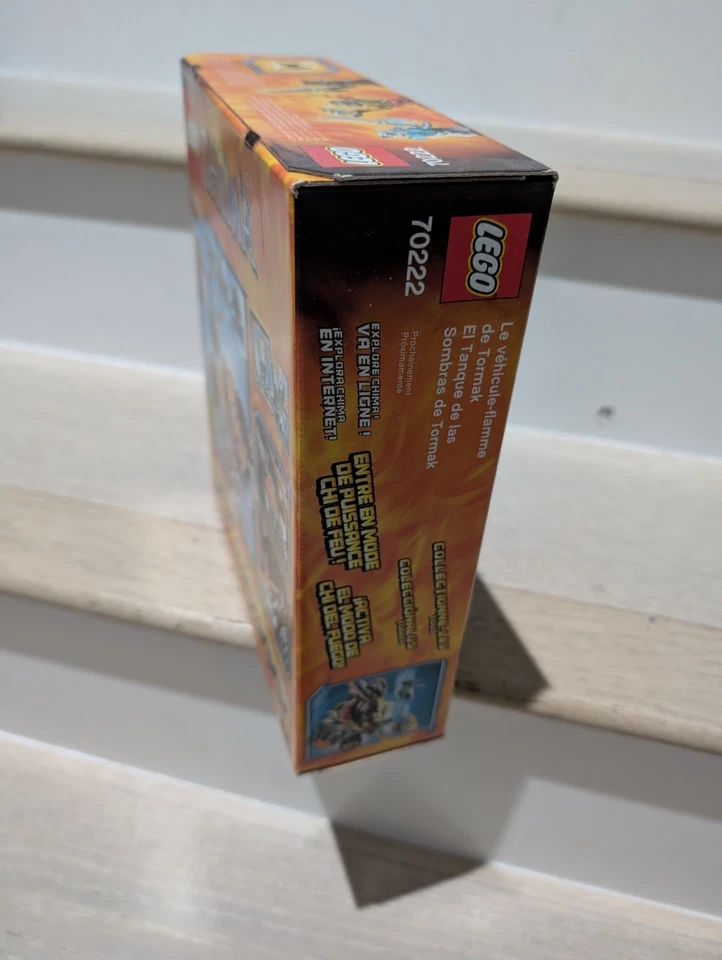 LEGO
70222
LEGO
70222
Le véhicule-flamme
de Tormak
El Tanque de las
Sombras de Tormak
Prochainement
Próximamente
EXPLORE CHIMA !
VA EN LIGNE !
¡EXPLORA CHIMA
EN INTERNET!
ENTRE EN MODE
DE PUISSANCE
CHI DE FEU !
¡ACTIVA
EL MODO DE
CHI DEL FUEGO!